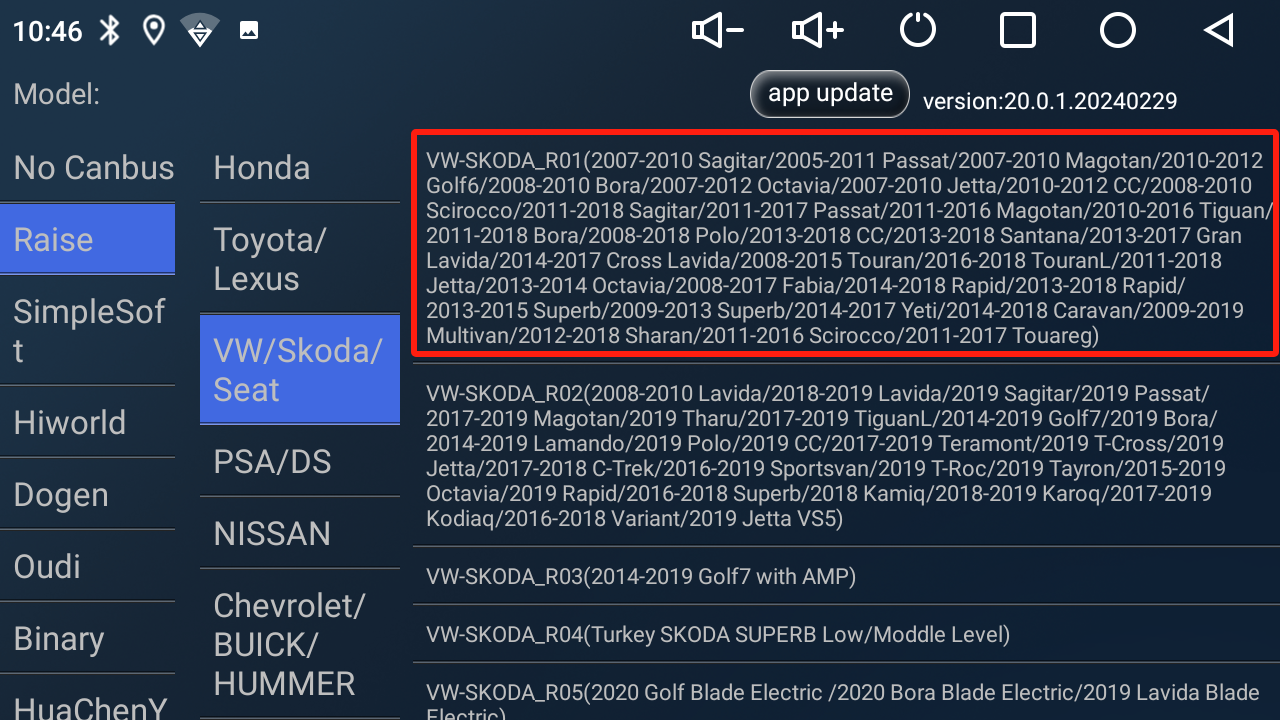 10:46
Model:
app update
version:20.0.1.20240229
No Canbus
Raise
SimpleSof
t
Hiworld
Dogen
Oudi
Binary
HuaChenY
Honda
Toyota/
Lexus
VW/Skoda/
Seat
PSA/DS
NISSAN
Chevrolet/
BUICK/
HUMMER
VW-SKODA_R01(2007-2010 Sagitar/2005-2011 Passat/2007-2010 Magotan/2010-2012
Golf6/2008-2010 Bora/2007-2012 Octavia/2007-2010 Jetta/2010-2012 CC/2008-2010
Scirocco/2011-2018 Sagitar/2011-2017 Passat/2011-2016 Magotan/2010-2016 Tiguan/
2011-2018 Bora/2008-2018 Polo/2013-2018 CC/2013-2018 Santana/2013-2017 Gran
Lavida/2014-2017 Cross Lavida/2008-2015 Touran/2016-2018 TouranL/2011-2018
Jetta/2013-2014 Octavia/2008-2017 Fabia/2014-2018 Rapid/2013-2018 Rapid/
2013-2015 Superb/2009-2013 Superb/2014-2017 Yeti/2014-2018 Caravan/2009-2019
Multivan/2012-2018 Sharan/2011-2016 Scirocco/2011-2017 Touareg)
VW-SKODA_R02(2008-2010 Lavida/2018-2019 Lavida/2019 Sagitar/2019 Passat/
2017-2019 Magotan/2019 Tharu/2017-2019 TiguanL/2014-2019 Golf7/2019 Bora/
2014-2019 Lamando/2019 Polo/2019 CC/2017-2019 Teramont/2019 T-Cross/2019
Jetta/2017-2018 C-Trek/2016-2019 Sportsvan/2019 T-Roc/2019 Tayron/2015-2019
Octavia/2019 Rapid/2016-2018 Superb/2018 Kamiq/2018-2019 Karoq/2017-2019
Kodiaq/2016-2018 Variant/2019 Jetta VS5)
VW-SKODA_R03(2014-2019 Golf7 with AMP)
VW-SKODA_R04(Turkey SKODA SUPERB Low/Moddle Level)
VW-SKODA_R05(2020 Golf Blade Electric /2020 Bora Blade Electric/2019 Lavida Blade
Electric)